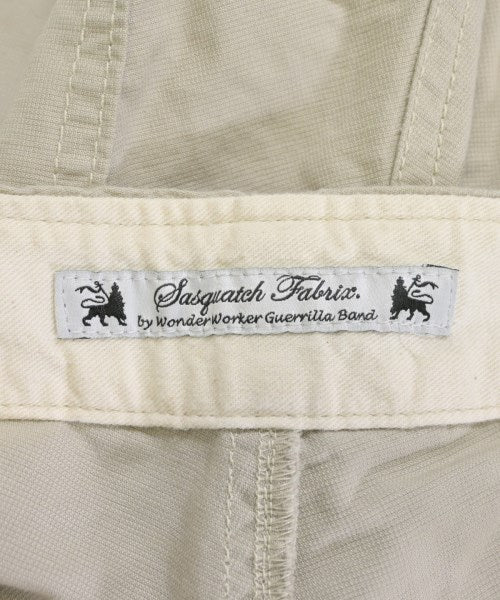 Sasquatch Fabrix.
by WonderWorker Guerrilla Band